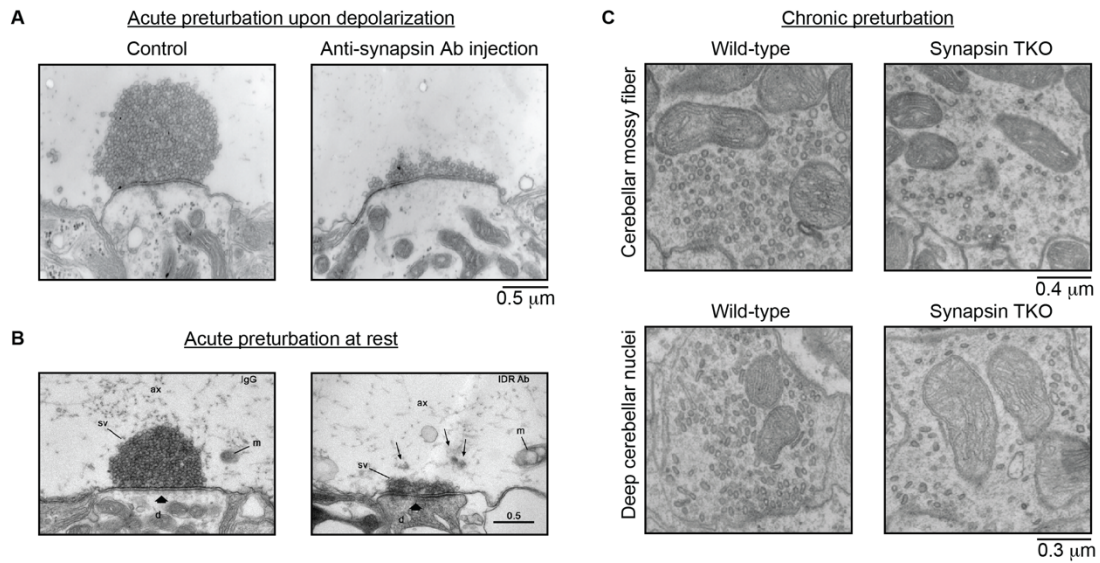 A
Acute preturbation upon depolarization
Control
Anti-synapsin Ab injection
0.5 μm
B
Acute preturbation at rest
IgG
ax
sv
m
d
IDR Ab
ax
m
sv
d
0.5
C
Chronic preturbation
Wild-type
Synapsin TKO
Cerebellar mossy fiber
0.4 μm
Wild-type
Synapsin TKO
Deep cerebellar nuclei
0.3 μm